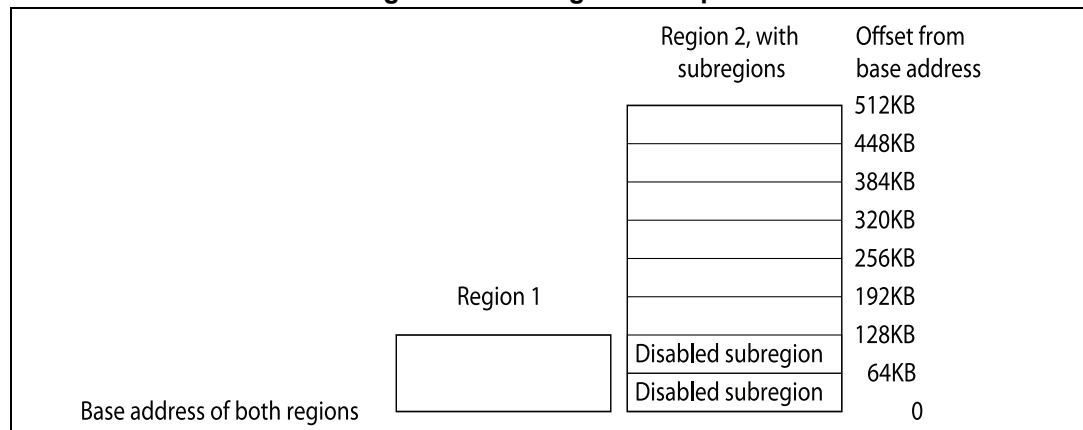 Region 2, with
subregions
Offset from
base address
512KB
448KB
384KB
320KB
256KB
Region 1
192KB
128KB
Disabled subregion
64KB
Disabled subregion
Base address of both regions
0